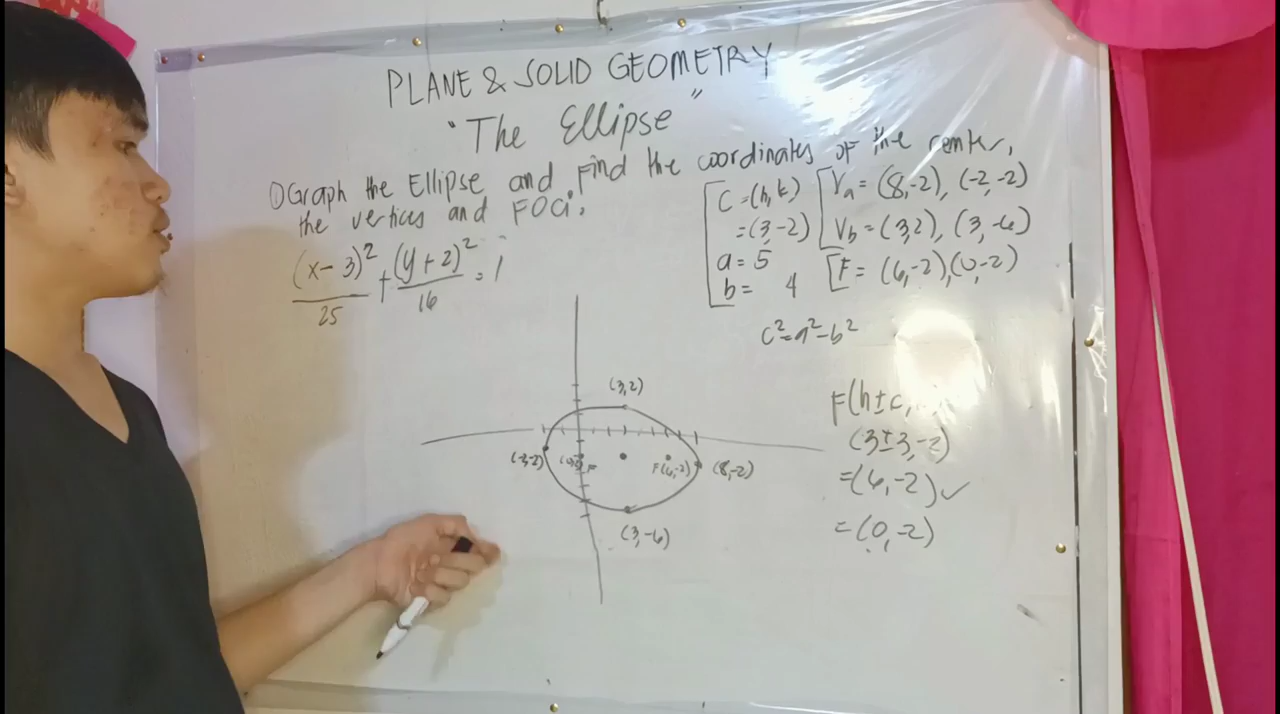 PLANE & SOLID GEOMETRY
"The Ellipse"
① Graph the Ellipse and Find the coordinates of the center,
the vertices and FOCi.
(x-3)²/25 + (y+2)²/16 = 1
C = (h, k)
= (3, -2)
a = 5
b = 4
Va = (8, -2), (-2, -2)
Vb = (3, 2), (3, -6)
F = (6, -2), (0, -2)
c² = a² - b²
F(h ± c,
(3 ± 3, -2)
= (6, -2) ✓
= (0, -2)
(3, 2)
(-2, -2)
F
F(6, -2)
(8, -2)
(3, -6)